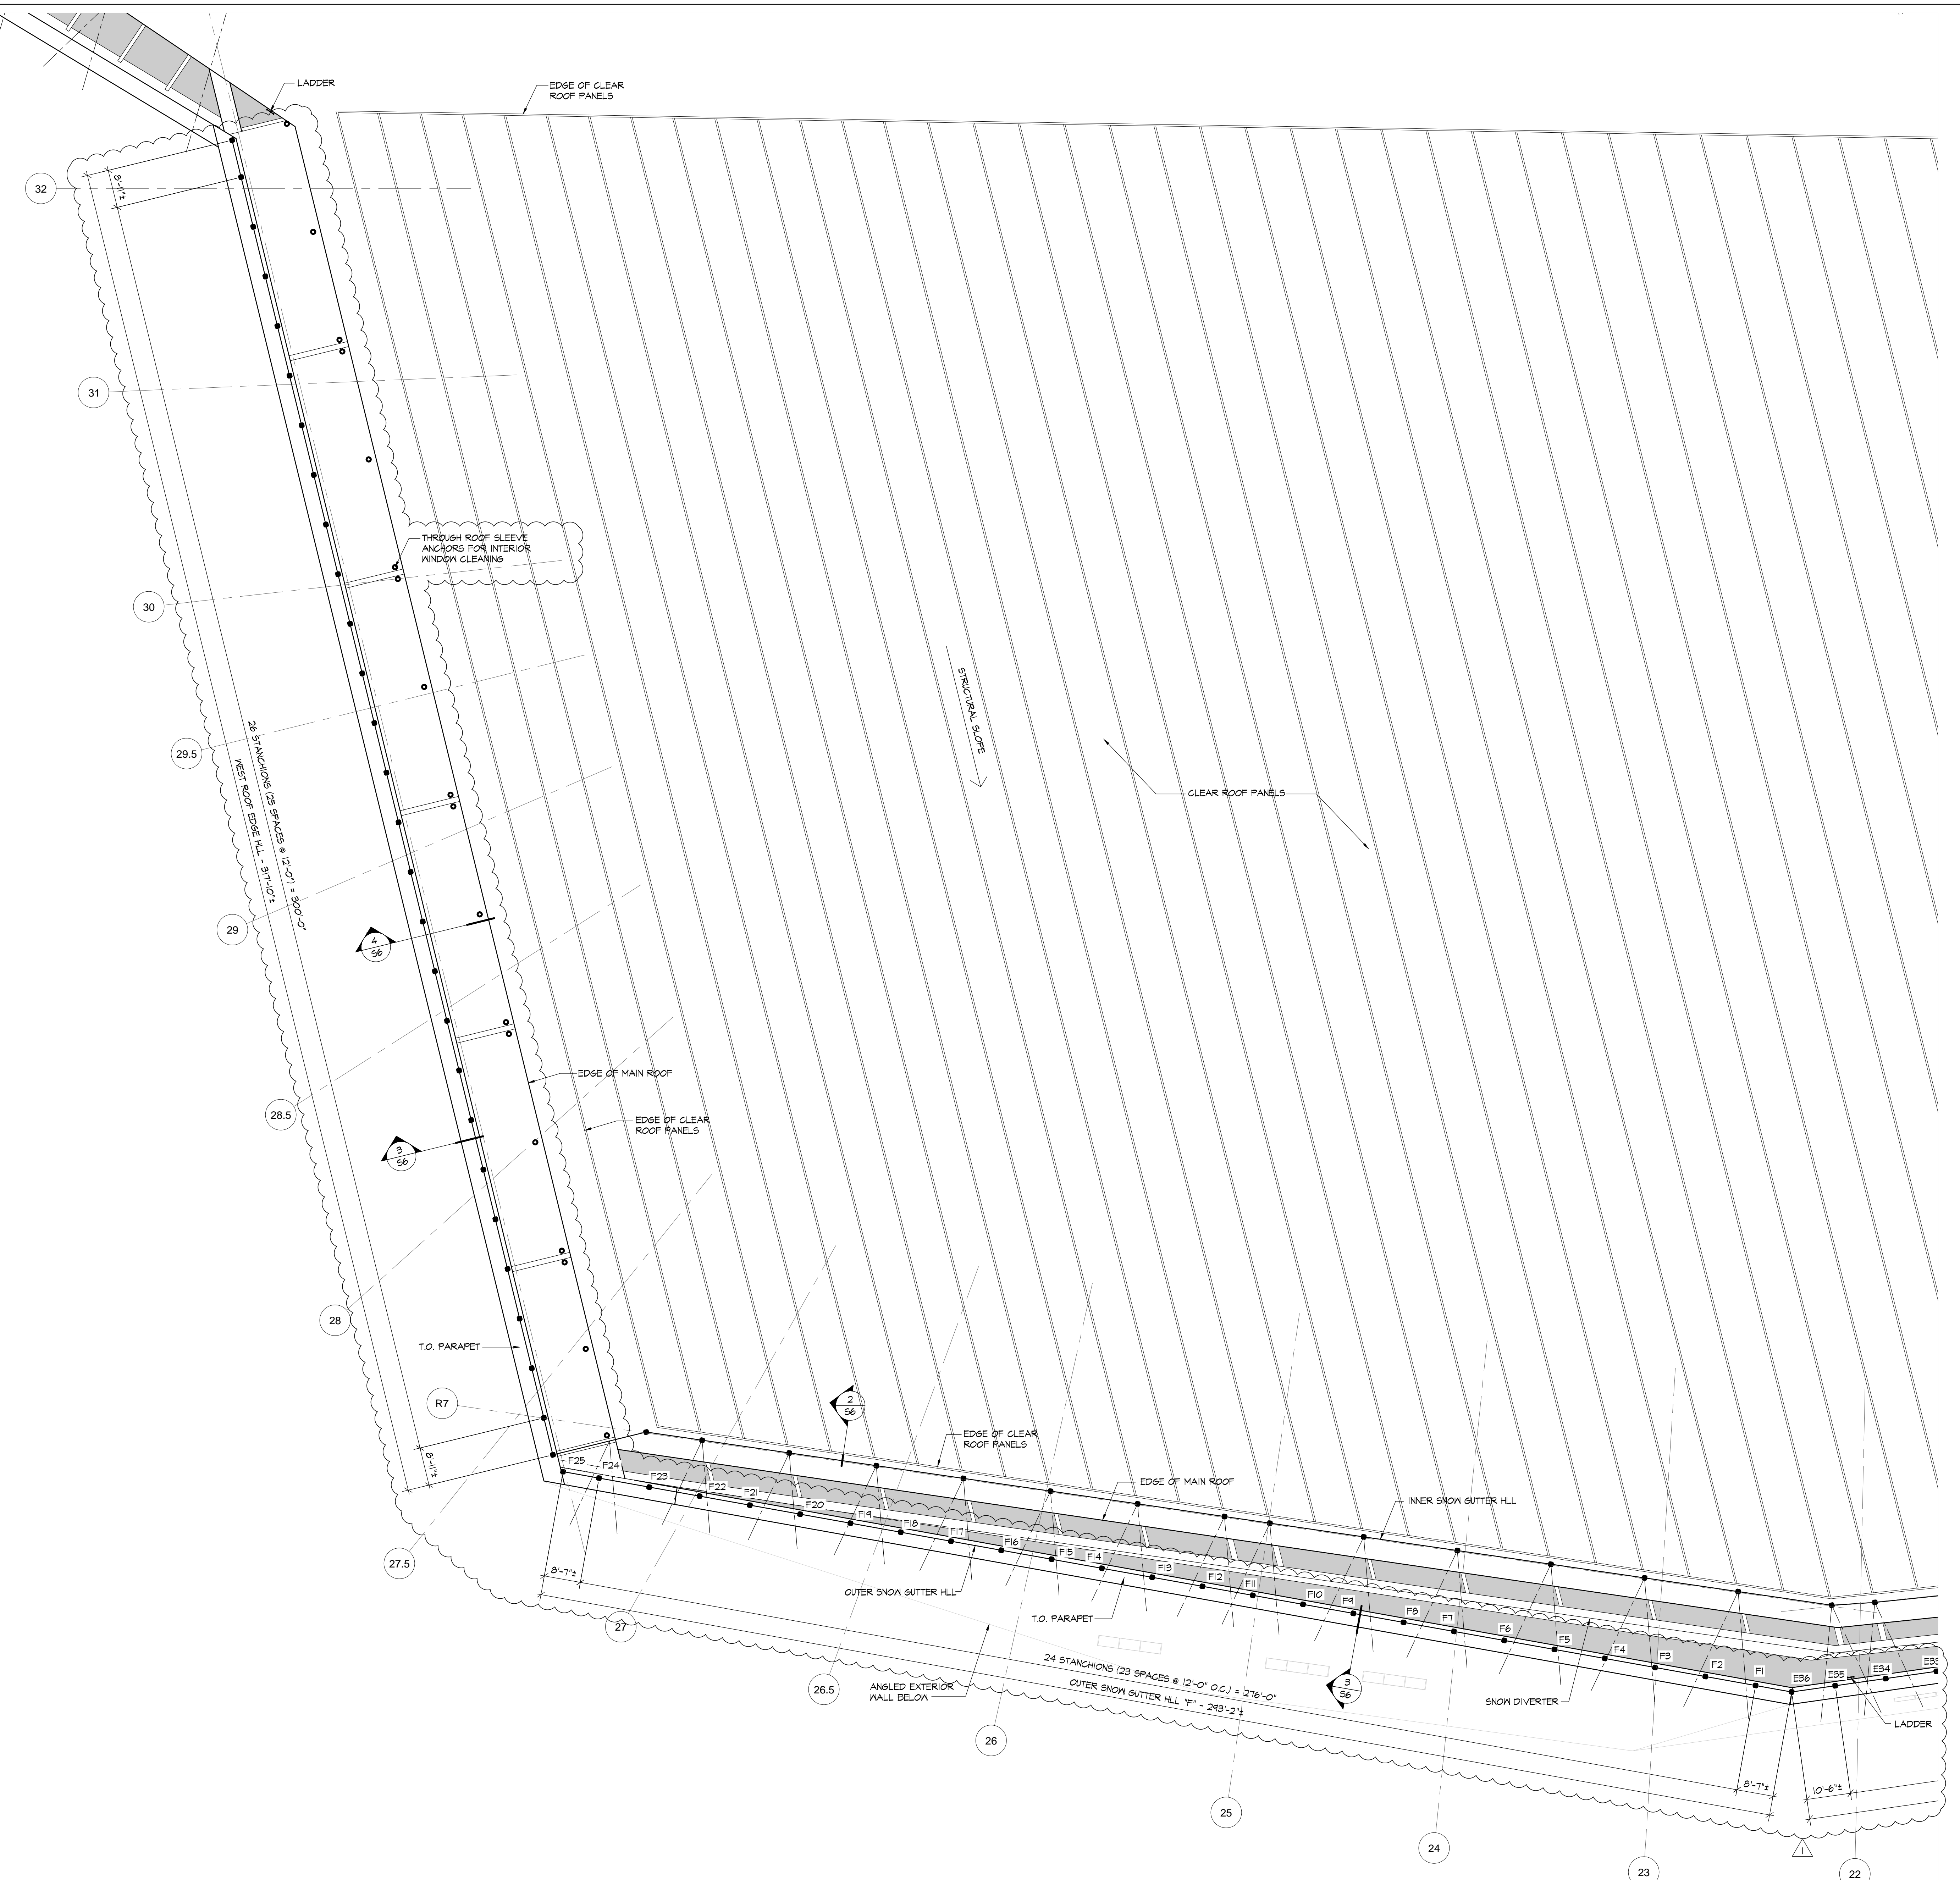 LADDER
EDGE OF CLEAR
ROOF PANELS
32
8'-11"±
31
THROUGH ROOF SLEEVE
ANCHORS FOR INTERIOR
WINDOW CLEANING
30
STRUCTURAL SLOPE
29.5
26 STANCHIONS (25 SPACES @ 12'-0") = 300'-0"
WEST ROOF EDGE HLL - 317'-10"±
CLEAR ROOF PANELS
29
4
S6
EDGE OF MAIN ROOF
28.5
EDGE OF CLEAR
ROOF PANELS
3
S6
28
T.O. PARAPET
R7
2
S6
EDGE OF CLEAR
ROOF PANELS
8'-11"±
F25
F24
F23
F22
F21
F20
F19
F18
F17
F16
F15
F14
F13
F12
F11
F10
F9
F8
F7
F6
F5
F4
F3
F2
F1
E36
E35
E34
EDGE OF MAIN ROOF
INNER SNOW GUTTER HLL
27.5
8'-7"±
OUTER SNOW GUTTER HLL
T.O. PARAPET
27
24 STANCHIONS (23 SPACES @ 12'-0" O.C.) = 276'-0"
OUTER SNOW GUTTER HLL "F" - 293'-2"±
26.5
ANGLED EXTERIOR
WALL BELOW
3
S6
SNOW DIVERTER
LADDER
26
8'-7"±
10'-6"±
25
24
1
23
22